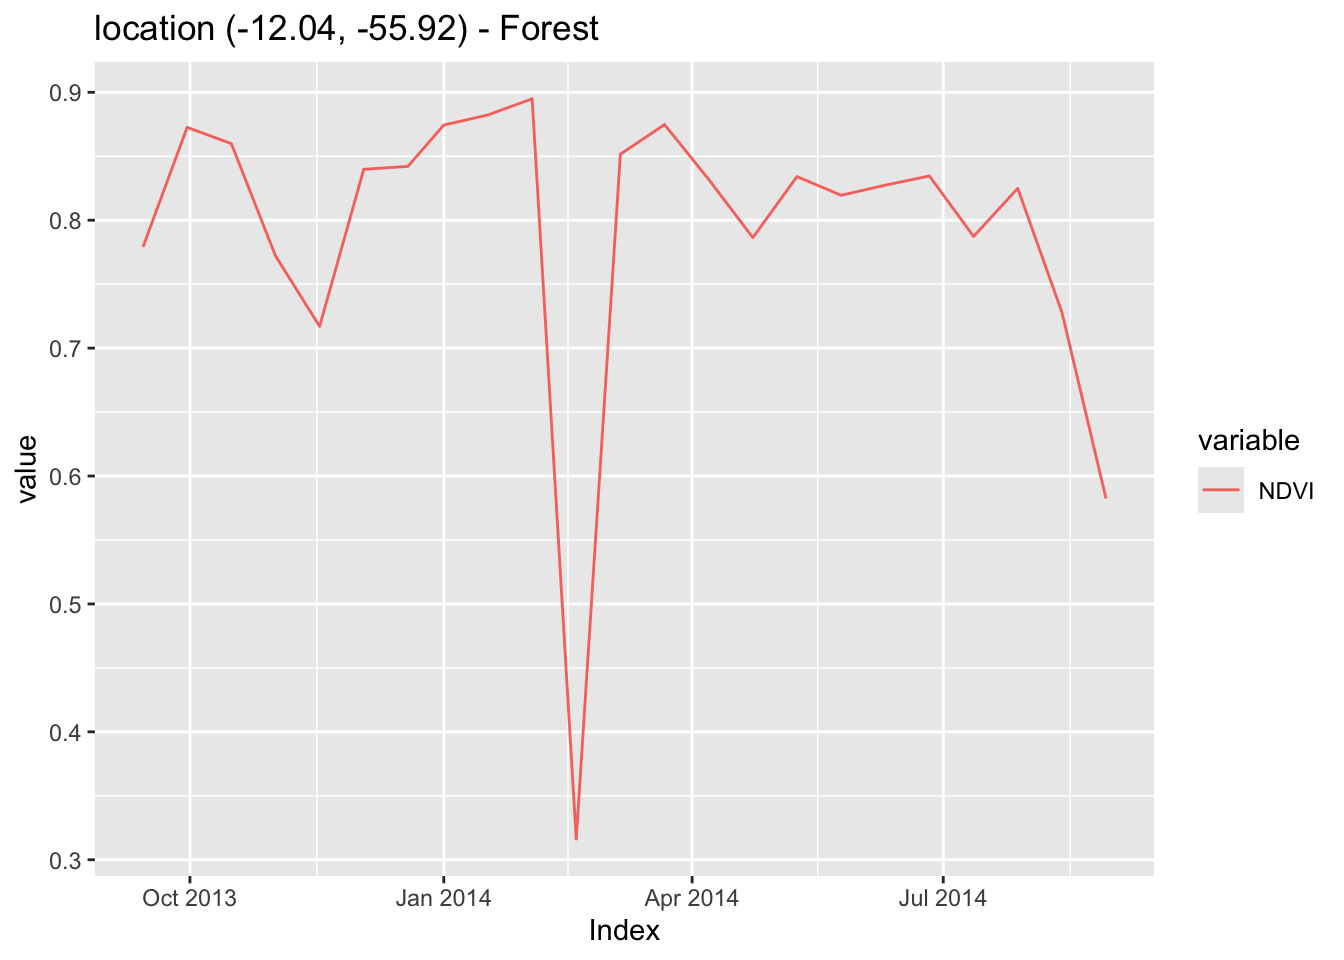 location (-12.04, -55.92) - Forest
0.9
0.8
0.7
0.6
0.5
0.4
0.3
value
Oct 2013
Jan 2014
Apr 2014
Jul 2014
Index
variable
NDVI